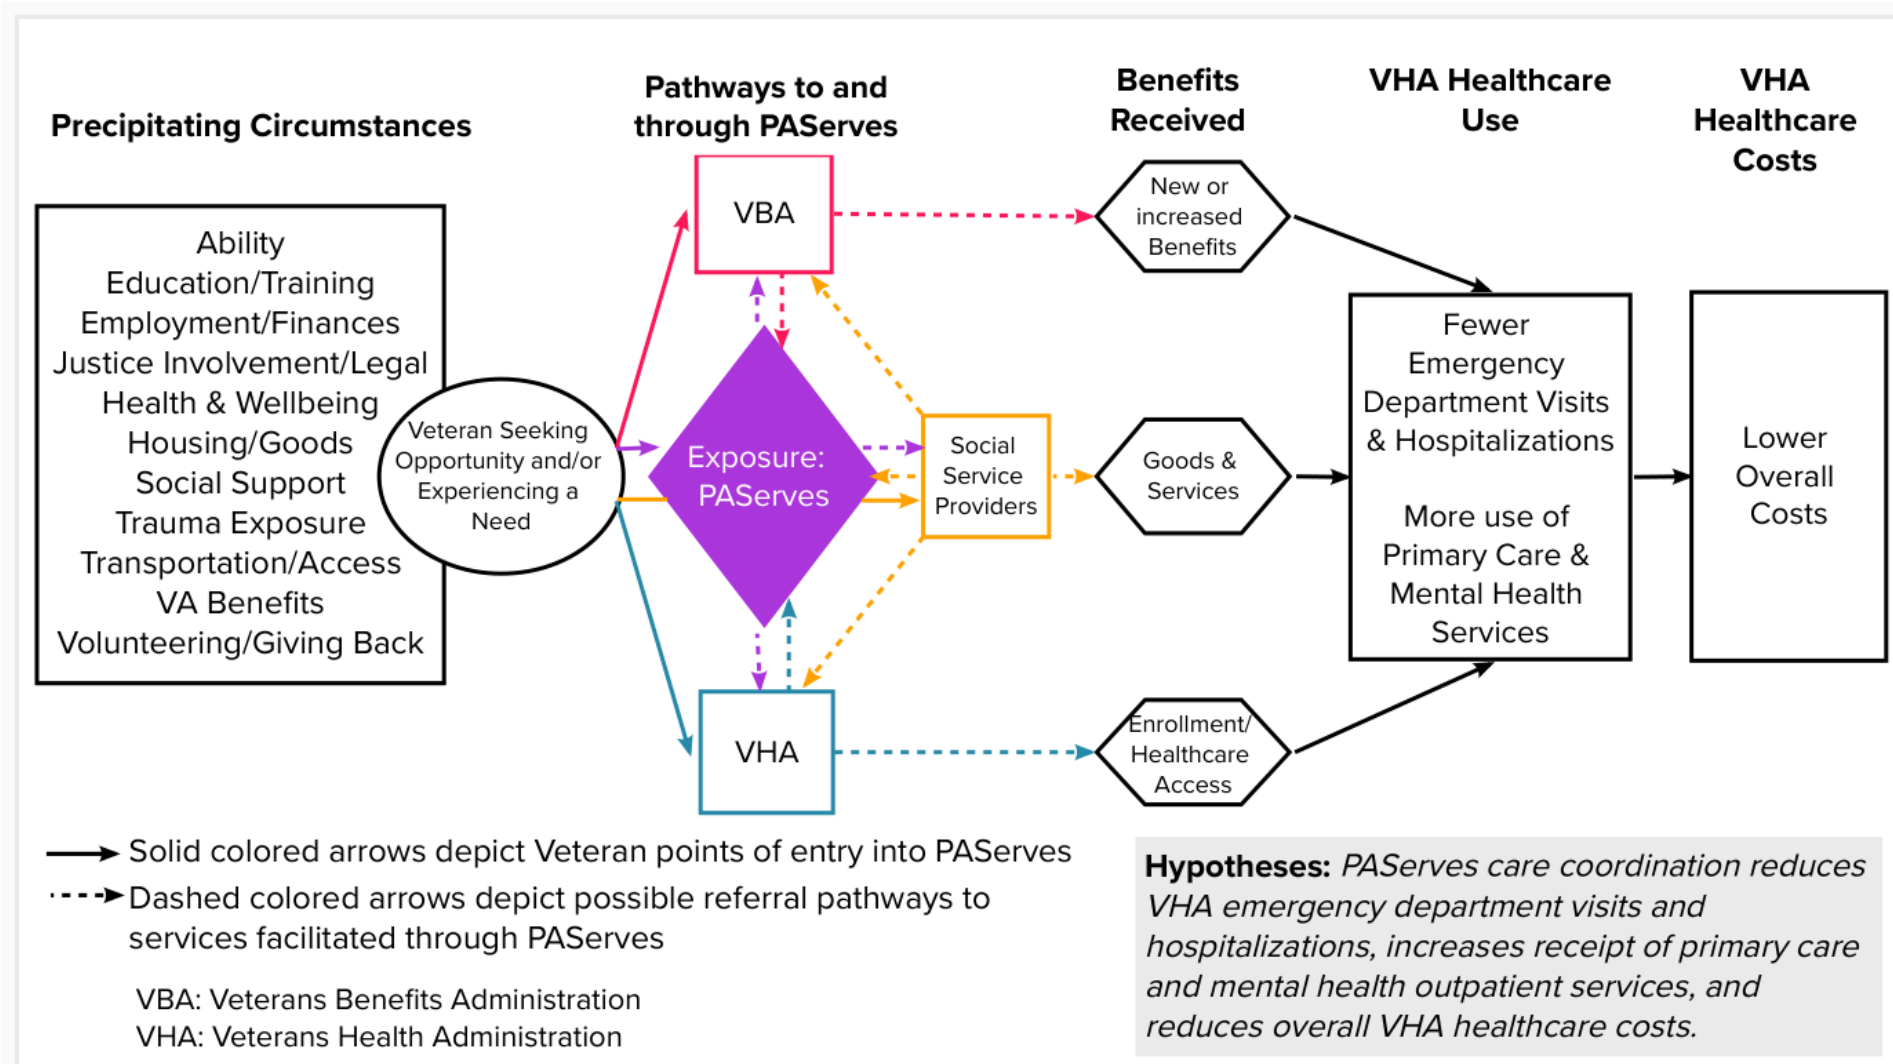 Precipitating Circumstances
Pathways to and
through PAServes
Benefits
Received
VHA Healthcare
Use
VHA
Healthcare
Costs
Ability
Education/Training
Employment/Finances
Justice Involvement/Legal
Health & Wellbeing
Housing/Goods
Social Support
Trauma Exposure
Transportation/Access
VA Benefits
Volunteering/Giving Back
Veteran Seeking
Opportunity and/or
Experiencing a
Need
VBA
Exposure:
PAServes
VHA
Social
Service
Providers
New or
increased
Benefits
Goods &
Services
Enrollment/
Healthcare
Access
Fewer
Emergency
Department Visits
& Hospitalizations
More use of
Primary Care &
Mental Health
Services
Lower
Overall
Costs
Solid colored arrows depict Veteran points of entry into PAServes
Dashed colored arrows depict possible referral pathways to
services facilitated through PAServes
VBA: Veterans Benefits Administration
VHA: Veterans Health Administration
Hypotheses: PAServes care coordination reduces
VHA emergency department visits and
hospitalizations, increases receipt of primary care
and mental health outpatient services, and
reduces overall VHA healthcare costs.